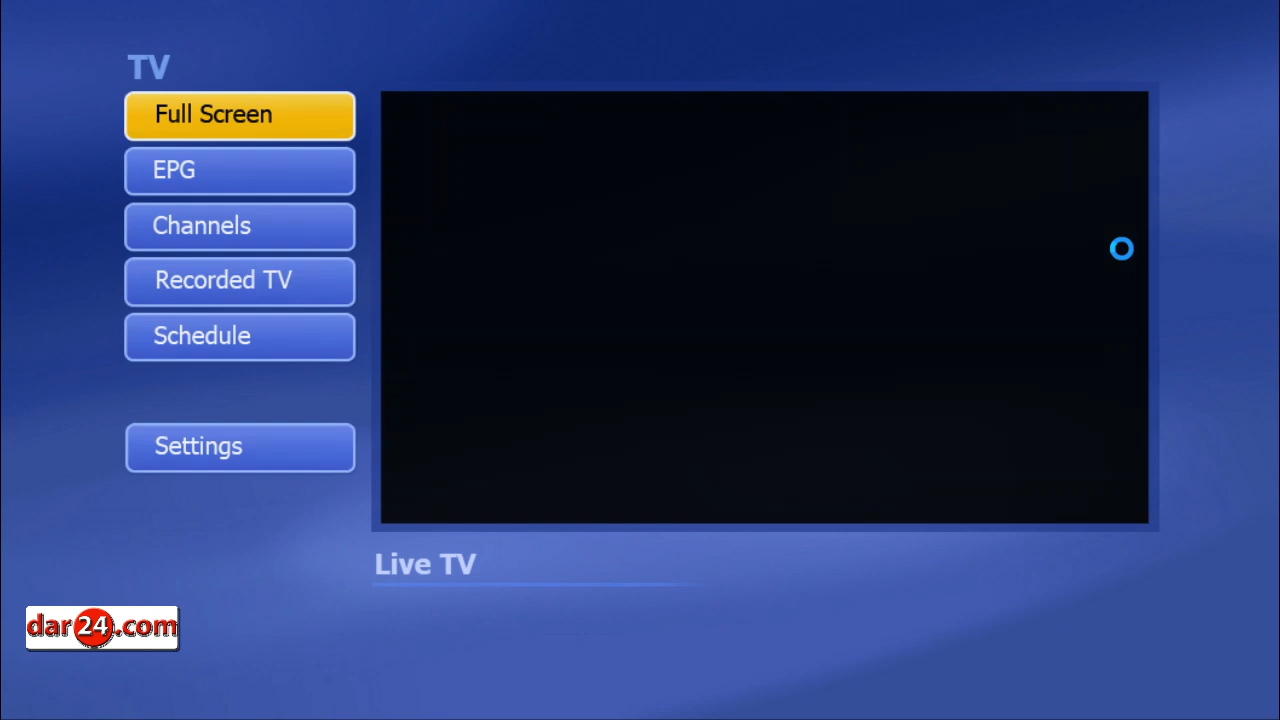 TV
Full Screen
EPG
Channels
Recorded TV
Schedule
Settings
Live TV
dar24.com